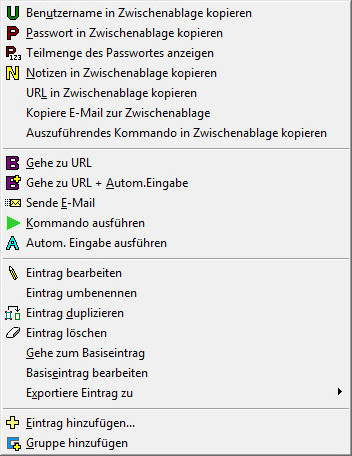 U Benutzername in Zwischenablage kopieren
P Passwort in Zwischenablage kopieren
P123 Teilmenge des Passwortes anzeigen
N Notizen in Zwischenablage kopieren
URL in Zwischenablage kopieren
Kopiere E-Mail zur Zwischenablage
Auszuführendes Kommando in Zwischenablage kopieren
B Gehe zu URL
B Gehe zu URL + Autom.Eingabe
Sende E-Mail
Kommando ausführen
A Autom. Eingabe ausführen
Eintrag bearbeiten
Eintrag umbenennen
Eintrag duplizieren
Eintrag löschen
Gehe zum Basiseintrag
Basiseintrag bearbeiten
Exportiere Eintrag zu
Eintrag hinzufügen...
Gruppe hinzufügen